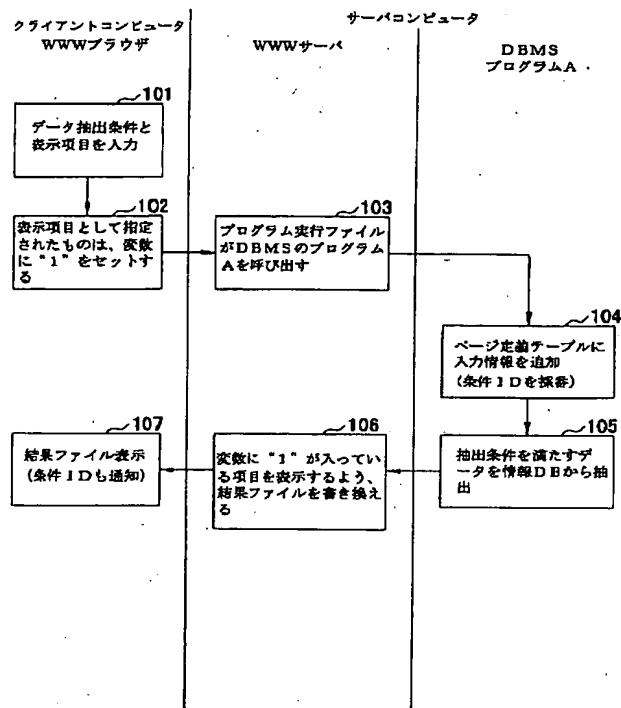 クライアントコンピュータ
WWWブラウザ
サーバコンピュータ
WWWサーバ
DBMS
プログラムA
101
データ抽出条件と
表示項目を入力
102
表示項目として指定
されたものは、変数
に“1”をセットす
る
103
プログラム実行ファイル
がDBMSのプログラム
Aを呼び出す
104
ページ定義テーブルに
入力情報を追加
(条件IDを採番)
105
抽出条件を満たすデ
ータを情報DBから抽
出
106
変数に“1”が入ってい
る項目を表示するよう、
結果ファイルを書き換え
る
107
結果ファイル表示
(条件IDも通知)